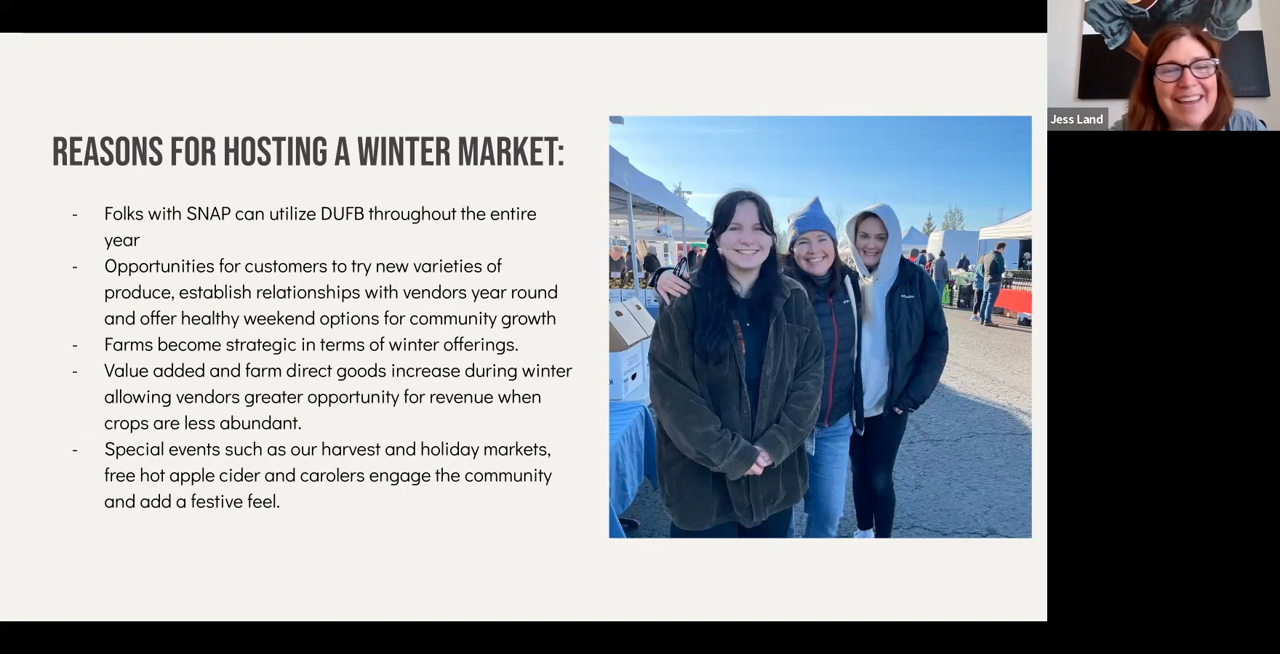 REASONS FOR HOSTING A WINTER MARKET:
- Folks with SNAP can utilize DUFB throughout the entire
year
- Opportunities for customers to try new varieties of
produce, establish relationships with vendors year round
and offer healthy weekend options for community growth
- Farms become strategic in terms of winter offerings.
- Value added and farm direct goods increase during winter
allowing vendors greater opportunity for revenue when
crops are less abundant.
- Special events such as our harvest and holiday markets,
free hot apple cider and carolers engage the community
and add a festive feel.
Jess Land